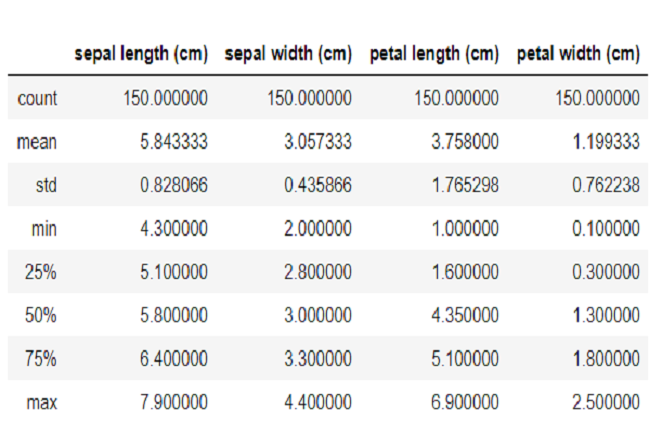 sepal length (cm) sepal width (cm) petal length (cm) petal width (cm)
count 150.000000 150.000000 150.000000 150.000000
mean 5.843333 3.057333 3.758000 1.199333
std 0.828066 0.435866 1.765298 0.762238
min 4.300000 2.000000 1.000000 0.100000
25% 5.100000 2.800000 1.600000 0.300000
50% 5.800000 3.000000 4.350000 1.300000
75% 6.400000 3.300000 5.100000 1.800000
max 7.900000 4.400000 6.900000 2.500000